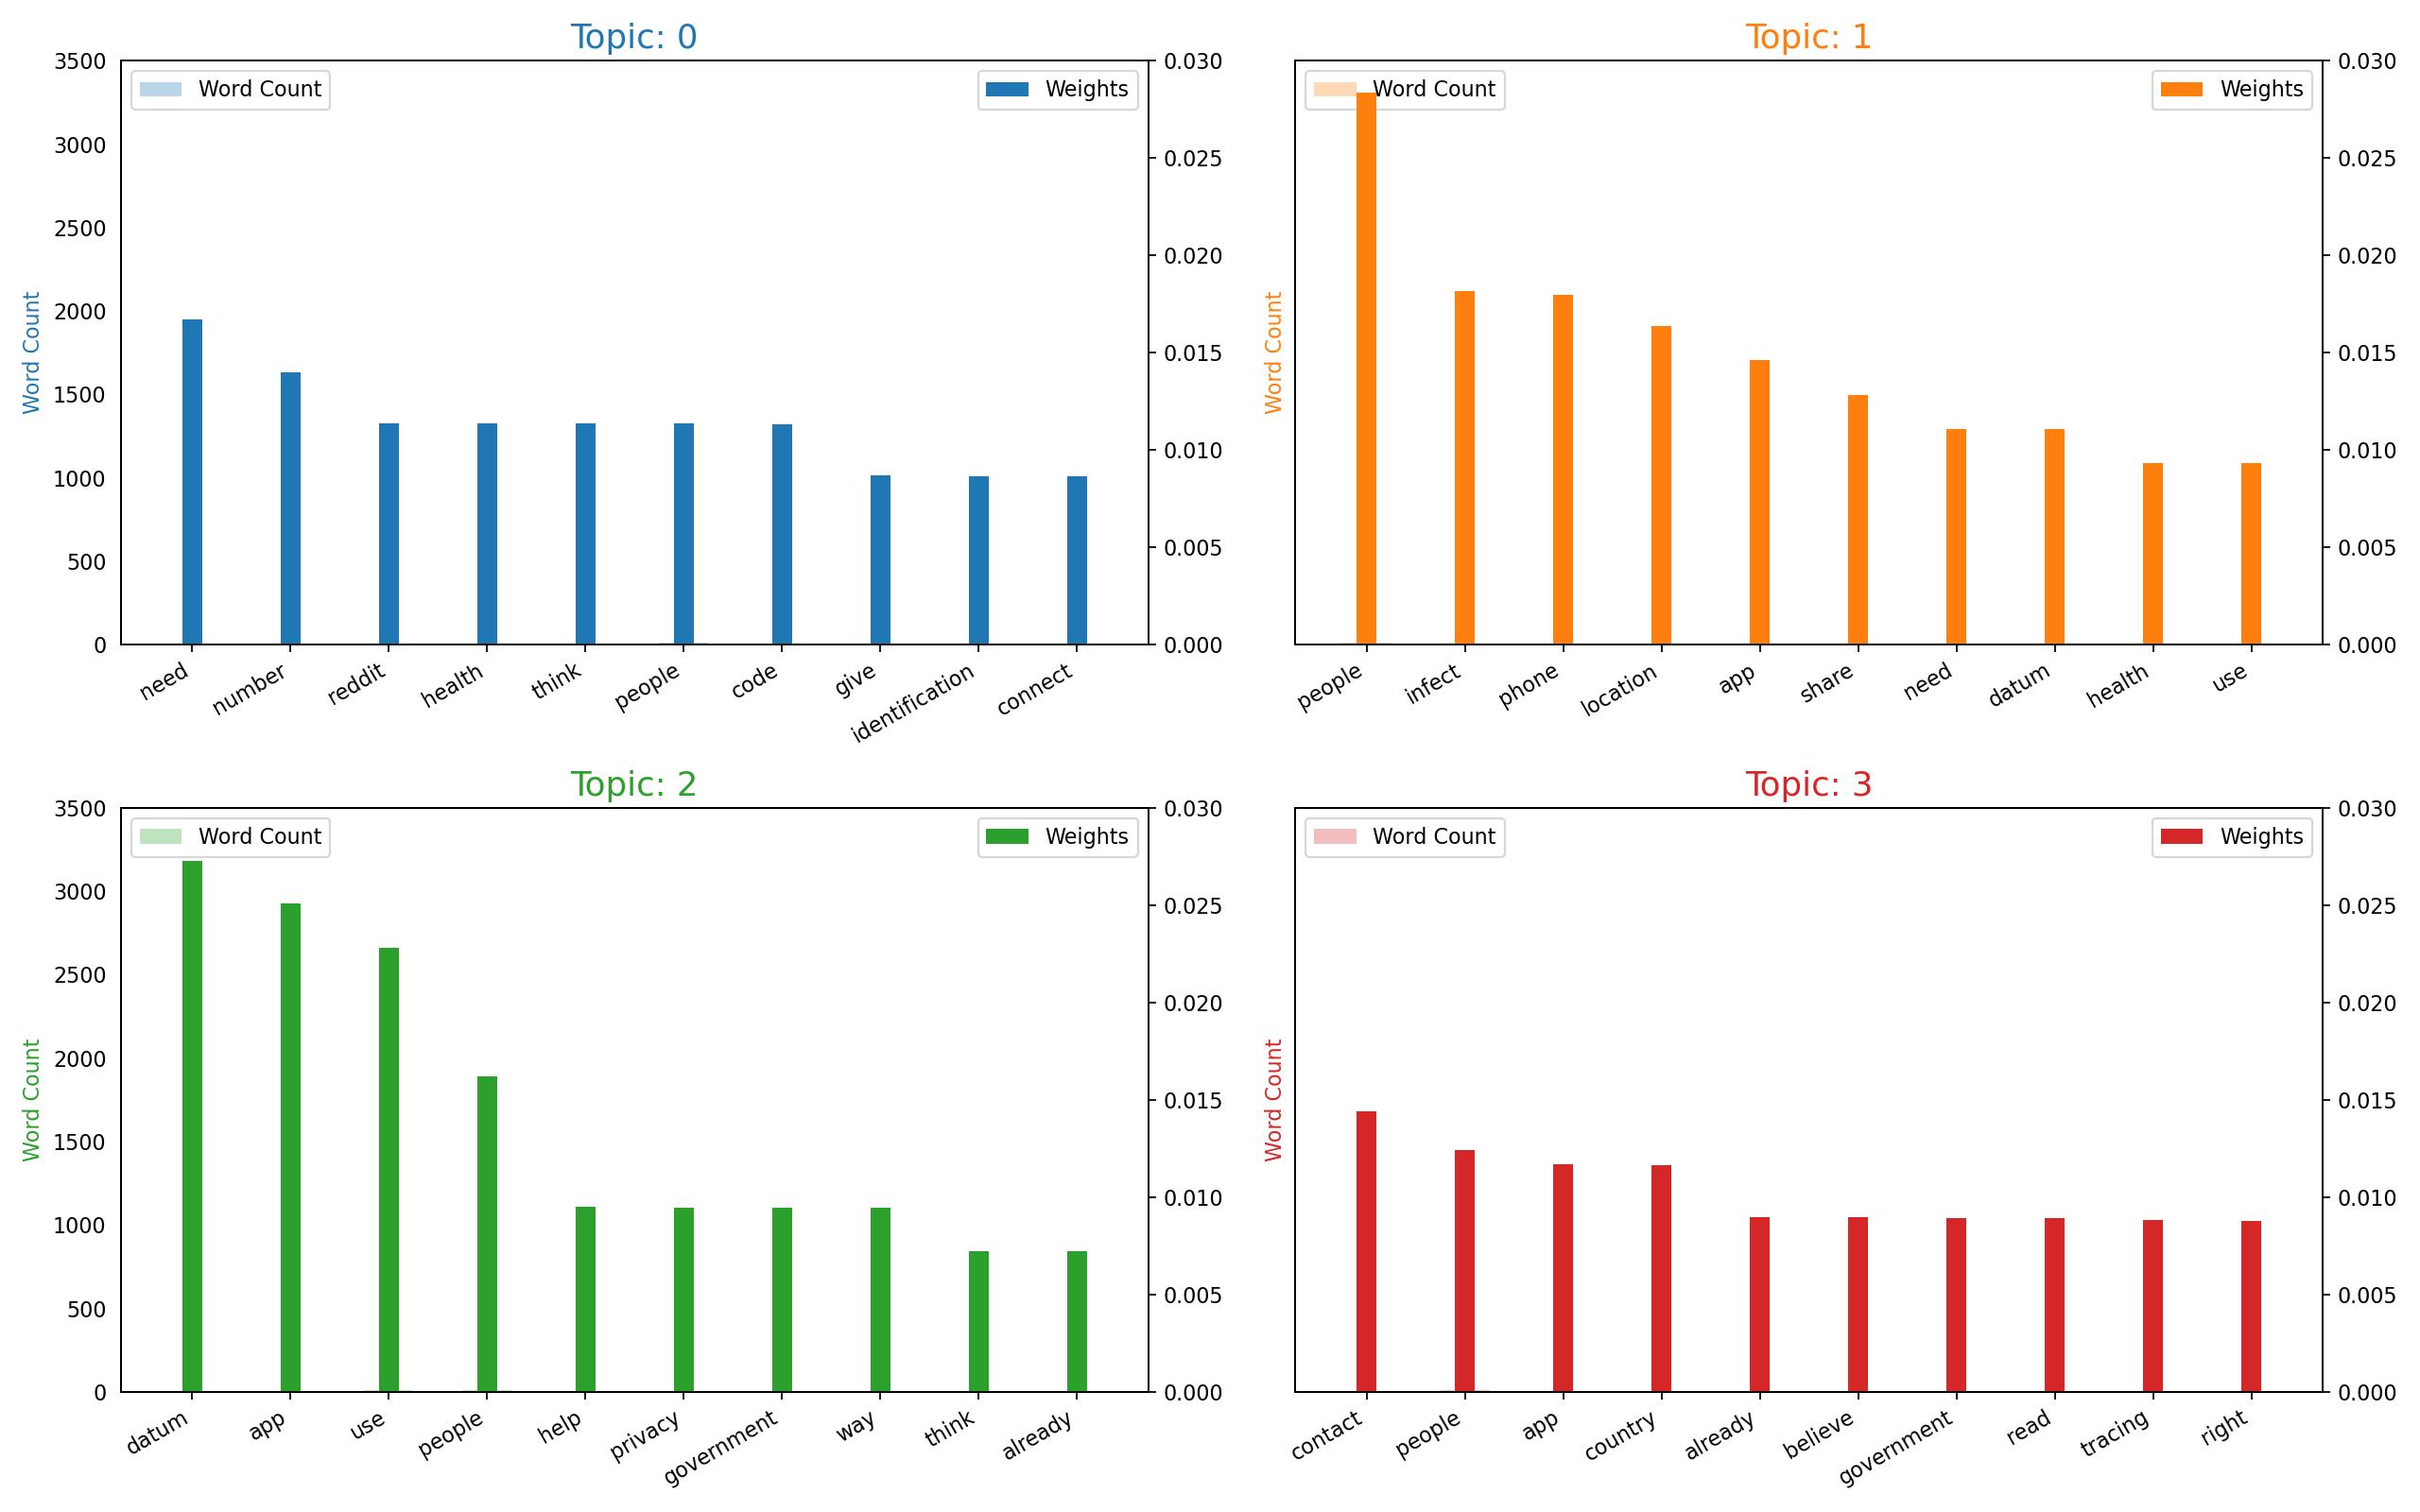 Topic: 0
Word Count
Weights
3500
3000
2500
2000
1500
1000
500
0
Word Count
0.030
0.025
0.020
0.015
0.010
0.005
0.000
need
number
reddit
health
think
people
code
give
identification
connect
Topic: 1
Word Count
Weights
Word Count
0.030
0.025
0.020
0.015
0.010
0.005
0.000
people
infect
phone
location
app
share
need
datum
health
use
Topic: 2
Word Count
Weights
3500
3000
2500
2000
1500
1000
500
0
Word Count
0.030
0.025
0.020
0.015
0.010
0.005
0.000
datum
app
use
people
help
privacy
government
way
think
already
Topic: 3
Word Count
Weights
Word Count
0.030
0.025
0.020
0.015
0.010
0.005
0.000
contact
people
app
country
already
believe
government
read
tracing
right